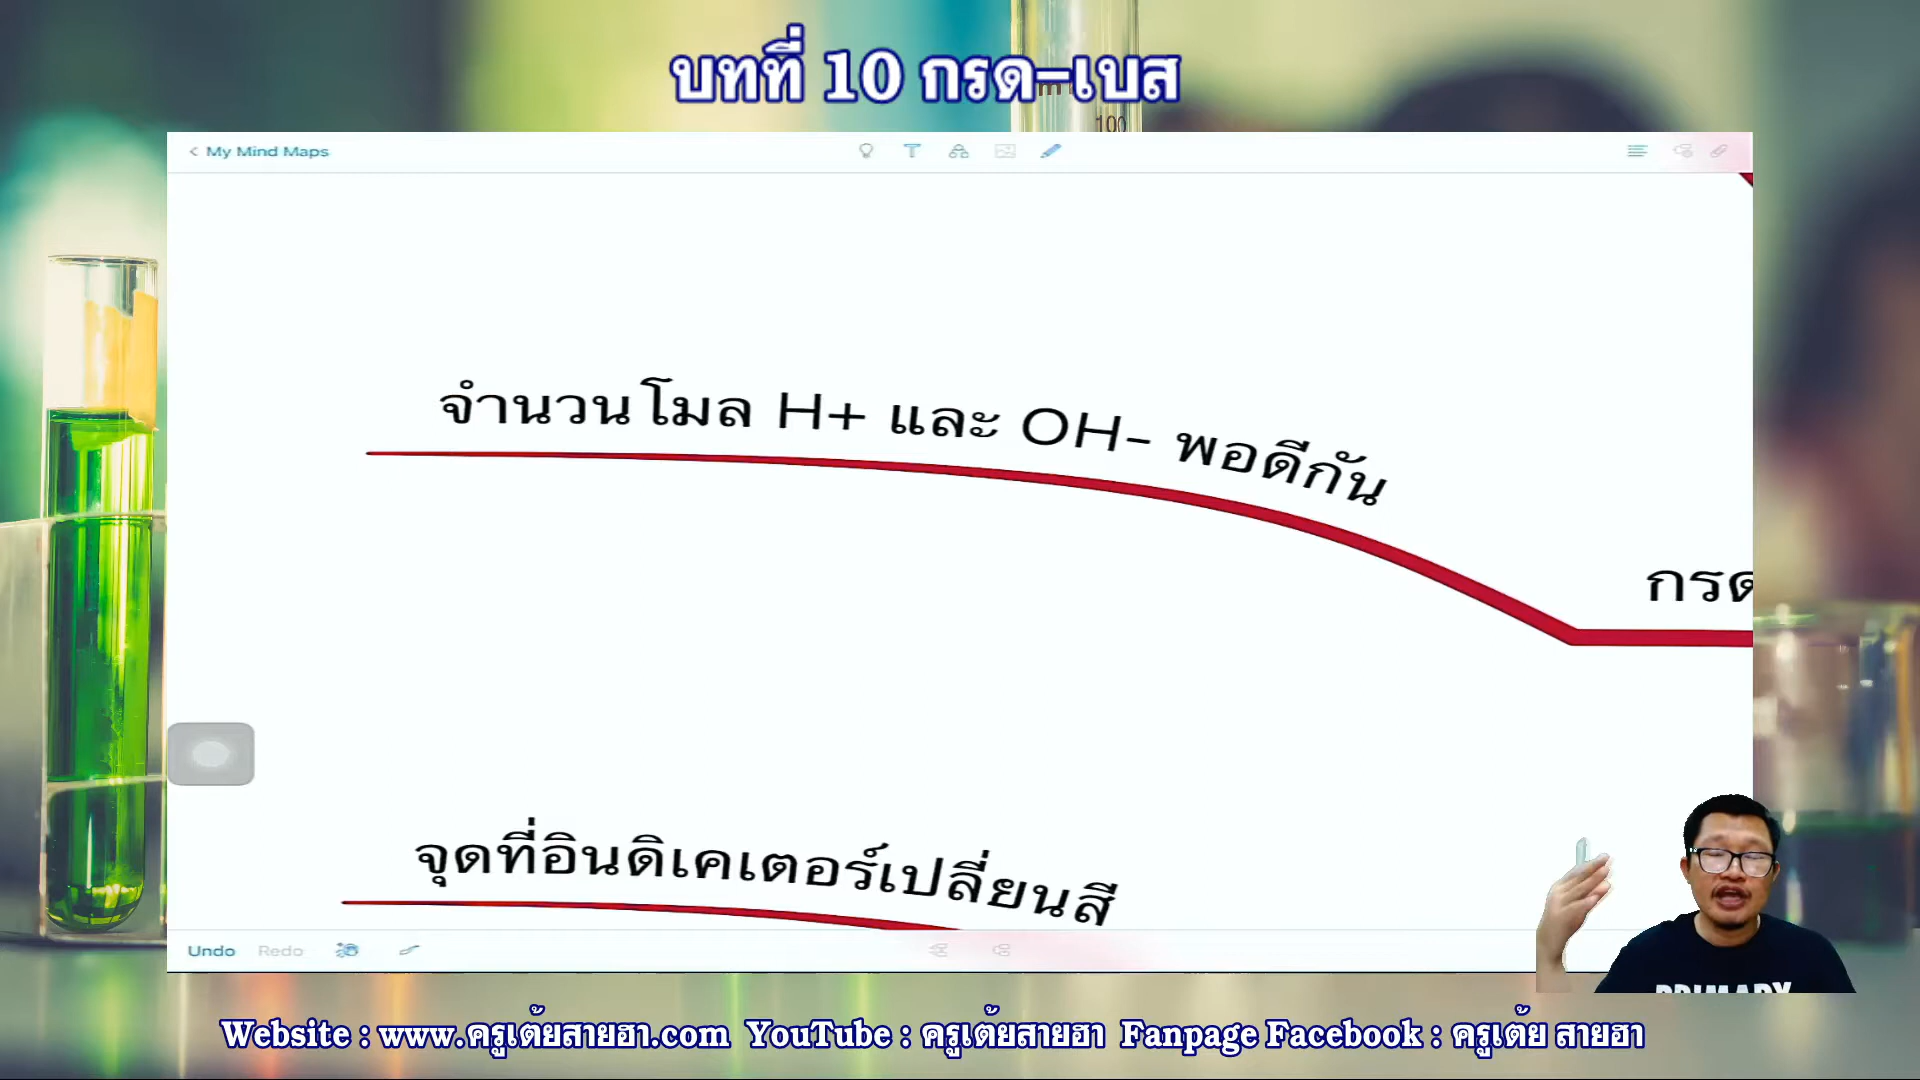 บทที่ 10 กรด-เบส
100
< My Mind Maps
จำนวนโมล H+ และ OH- พอดีกัน
กรด
จุดที่อินดิเคเตอร์เปลี่ยนสี
Undo Redo
PRIMARY
Website : www.ครูเต้ยสายฮา.com YouTube : ครูเต้ยสายฮา Fanpage Facebook : ครูเต้ย สายฮา